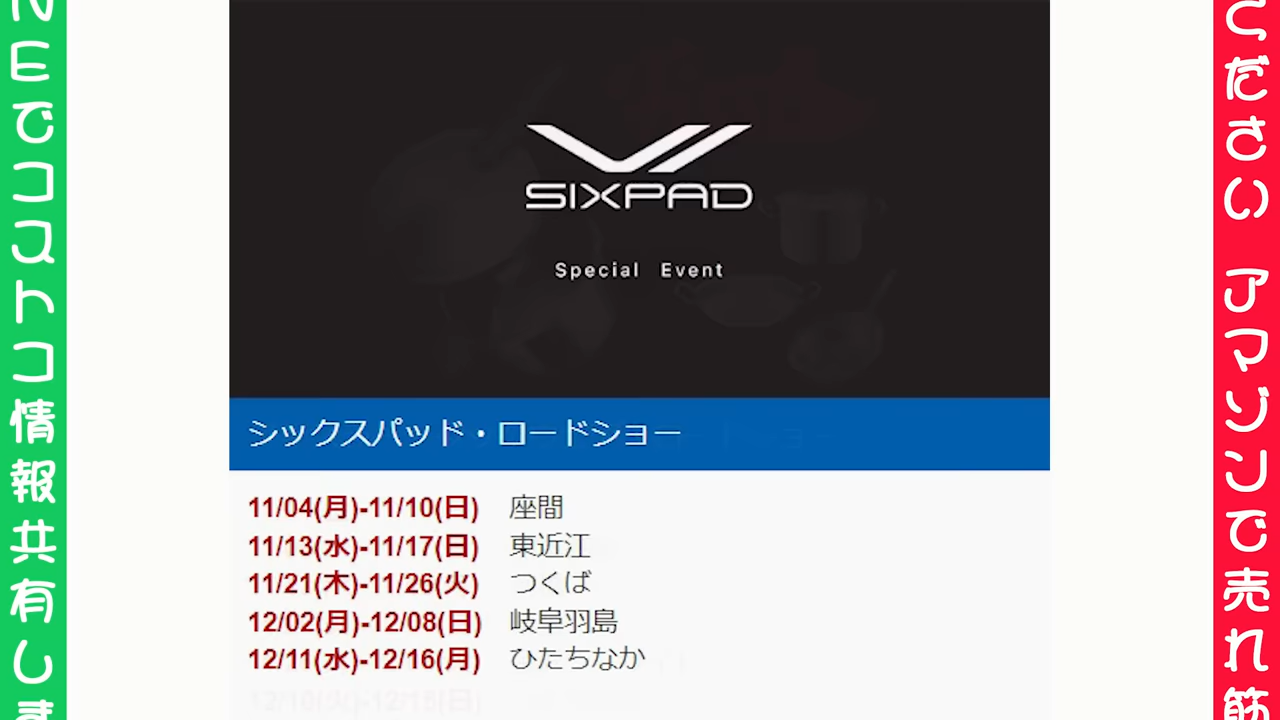 NEでコストコ情報共有しま
SIXPAD
Special Event
シックスパッド・ロードショー
11/04(月)-11/10(日) 座間
11/13(水)-11/17(日) 東近江
11/21(木)-11/26(火) つくば
12/02(月)-12/08(日) 岐阜羽島
12/11(水)-12/16(月) ひたちなか
ください アマゾンで売れ筋